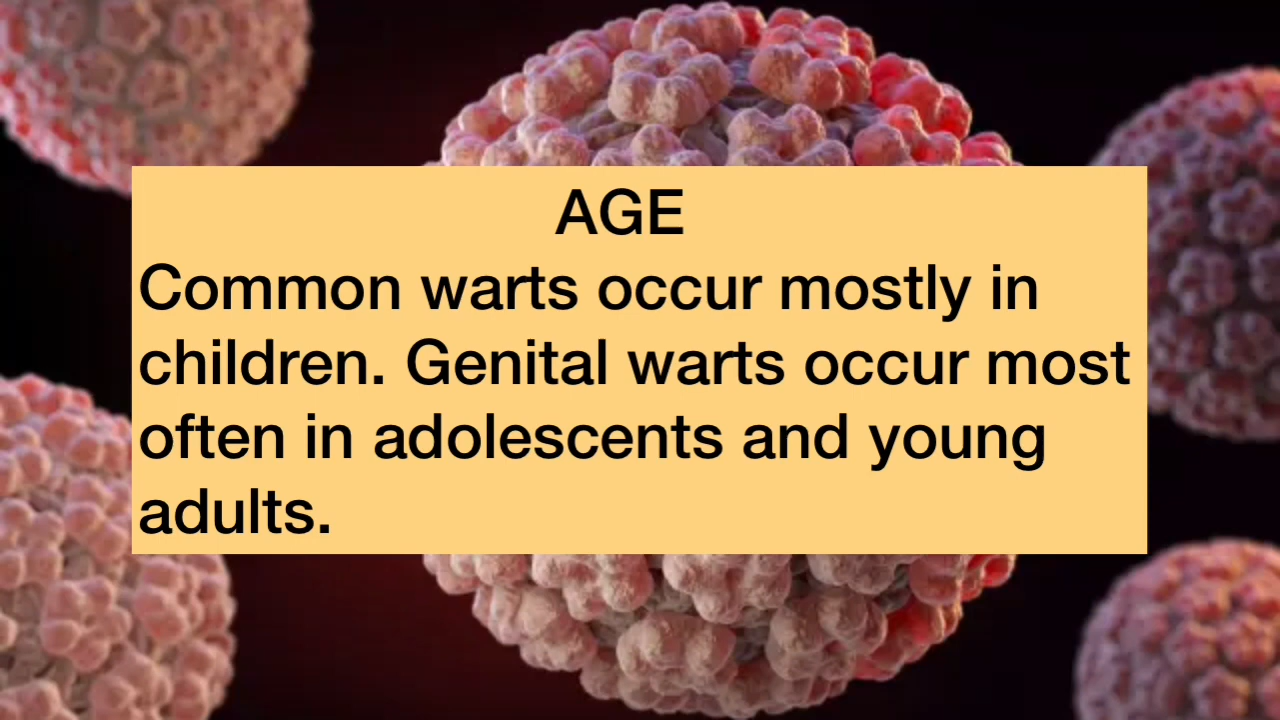 AGE
Common warts occur mostly in
children. Genital warts occur most
often in adolescents and young
adults.